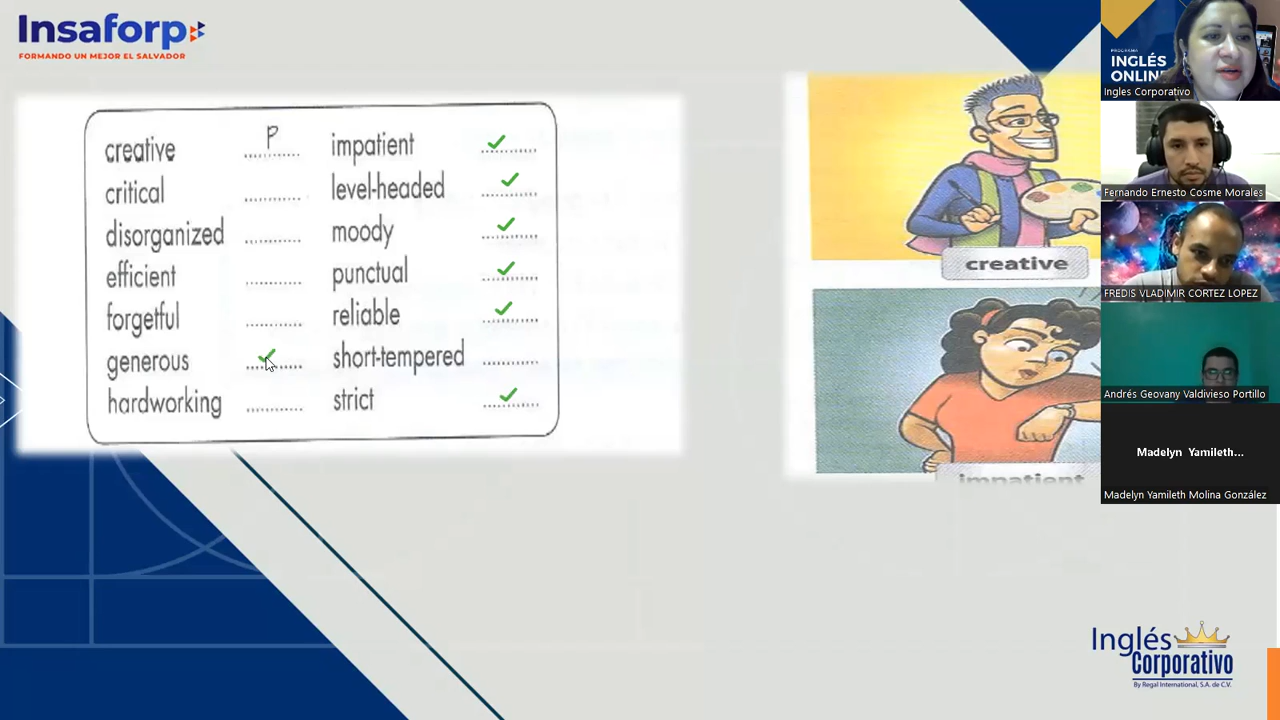 Insaforp
FORMANDO UN MEJOR EL SALVADOR
creative P impatient
critical level-headed
disorganized moody
efficient punctual
forgetful reliable
generous short-tempered
hardworking strict
creative
impatient
PROGRAMA
INGLÉS
ONLINE
Ingles Corporativo
Fernando Ernesto Cosme Morales
FREDIS VLADIMIR CORTEZ LOPEZ
Andrés Geovany Valdivieso Portillo
Madelyn Yamileth...
Madelyn Yamileth Molina González
Inglés
Corporativo
By Regal International, S.A. de C.V.